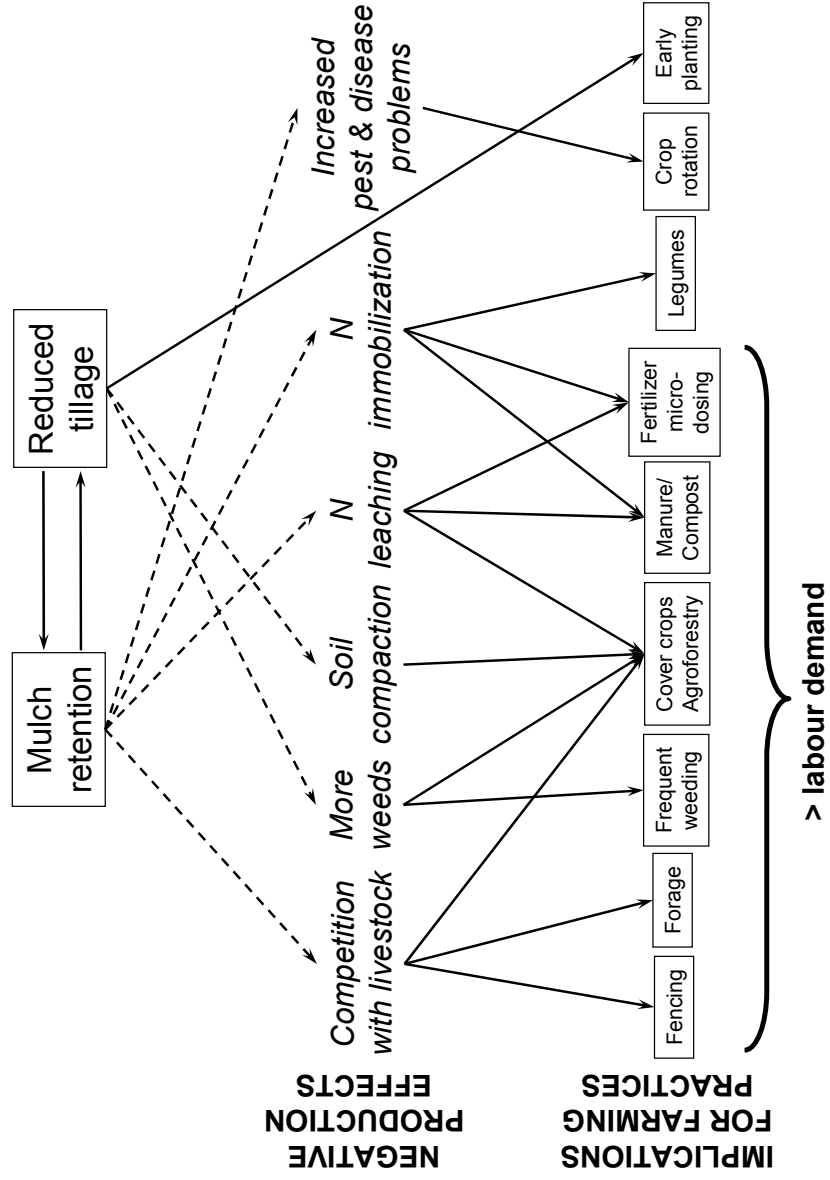 Mulch
retention
Reduced
tillage
NEGATIVE
PRODUCTION
EFFECTS
Competition
with livestock
More
weeds
Soil
compaction
N
leaching
N
immobilization
Increased
pest & disease
problems
IMPLICATIONS
FOR FARMING
PRACTICES
Fencing
Forage
Frequent
weeding
Cover crops
Agroforestry
Manure/
Compost
Fertilizer
micro-
dosing
Legumes
Crop
rotation
Early
planting
> labour demand